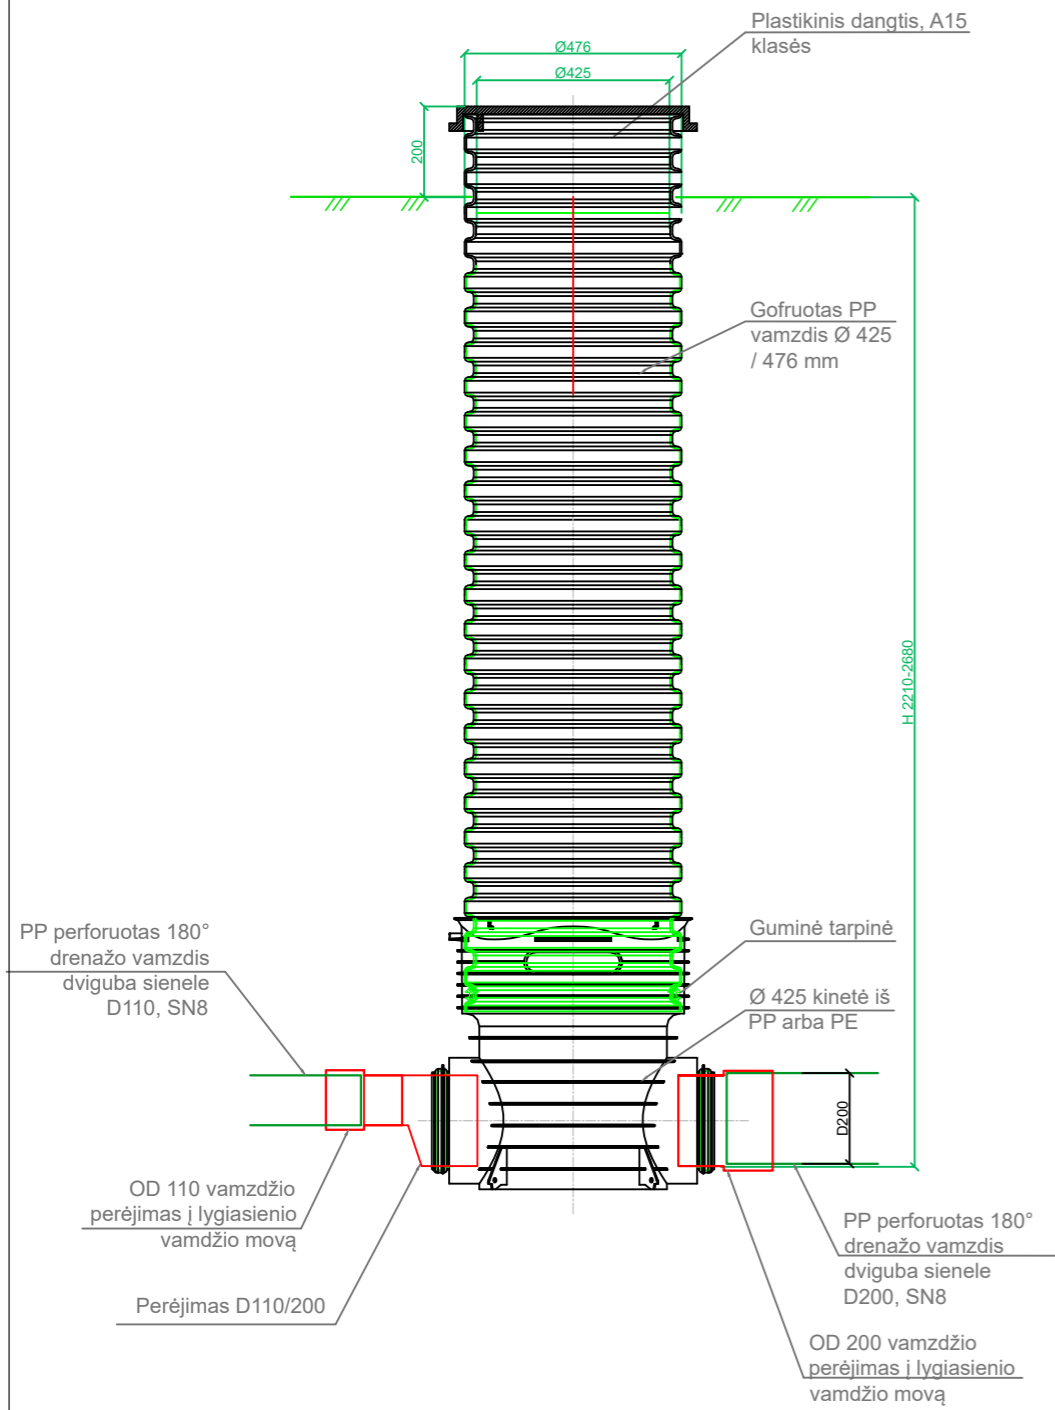 Plastikinis dangtis, A15
klasės
Ø476
Ø425
200
Gofruotas PP
vamzdis Ø 425
/ 476 mm
H 2210-2680
PP perforuotas 180°
drenažo vamzdis
dviguba sienele
D110, SN8
Guminė tarpinė
Ø 425 kinetė iš
PP arba PE
D200
OD 110 vamzdžio
perėjimas į lygiasienio
vamdžio movą
Perėjimas D110/200
PP perforuotas 180°
drenažo vamzdis
dviguba sienele
D200, SN8
OD 200 vamzdžio
perėjimas į lygiasienio
vamdžio movą